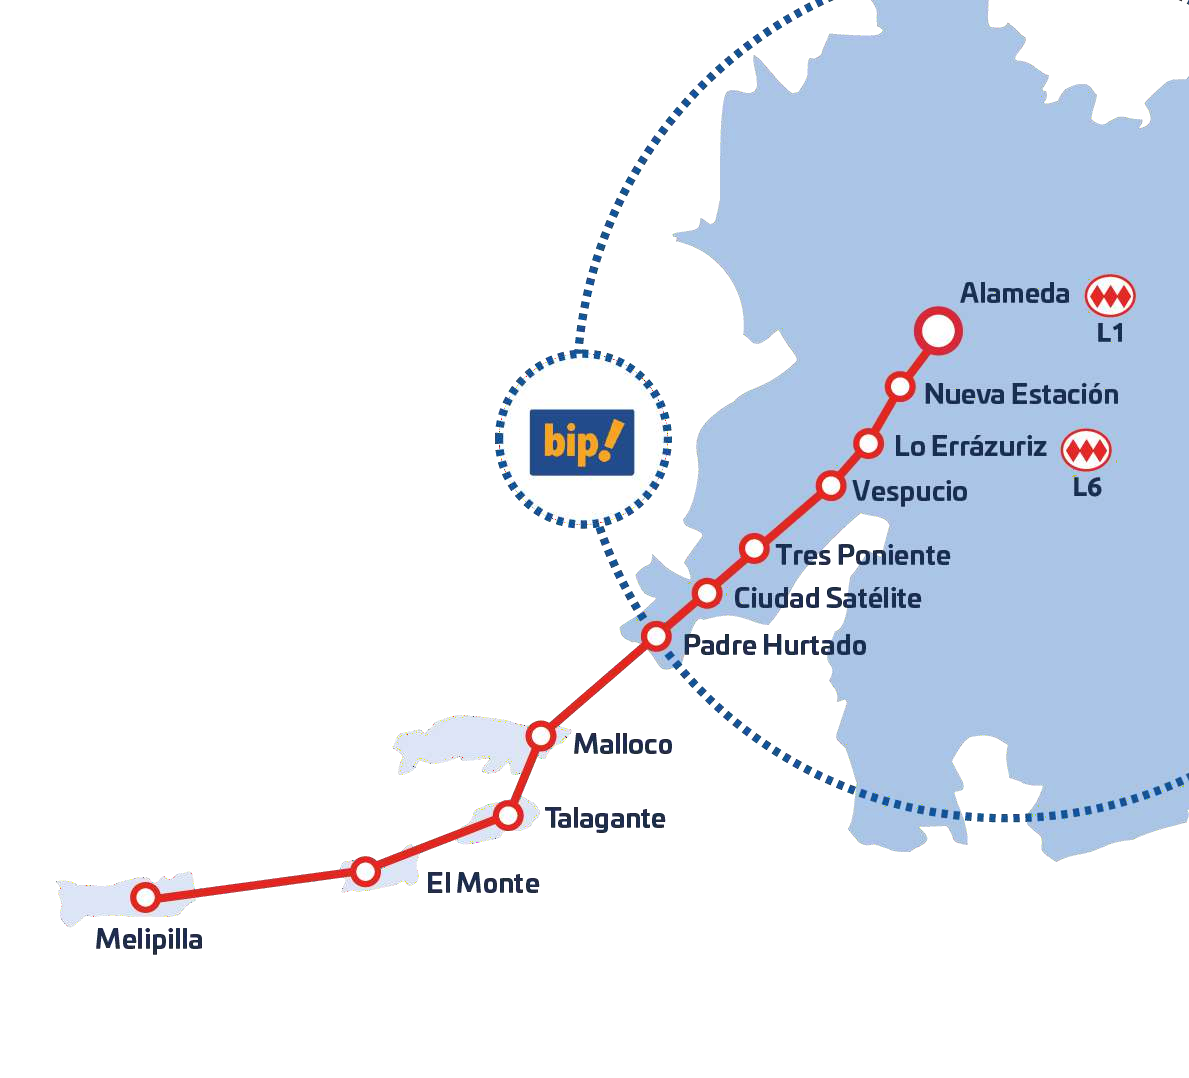 Alameda
L1
Nueva Estación
Lo Errázuriz
L6
bip!
Vespucio
Tres Poniente
Ciudad Satélite
Padre Hurtado
Malloco
Talagante
El Monte
Melipilla